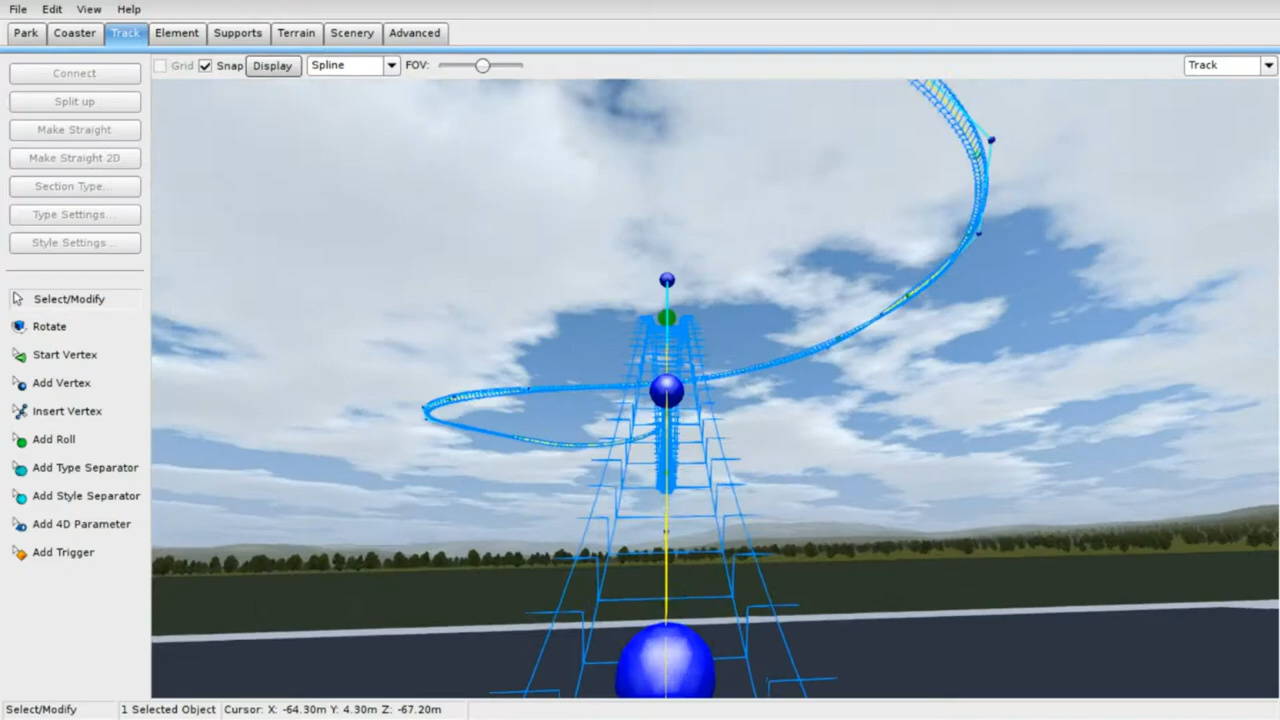 File Edit View Help
Park Coaster Track Element Supports Terrain Scenery Advanced
Grid Snap Display Spline FOV: Track
Connect
Split up
Make Straight
Make Straight 2D
Section Type...
Type Settings...
Style Settings ...
Select/Modify
Rotate
Start Vertex
Add Vertex
Insert Vertex
Add Roll
Add Type Separator
Add Style Separator
Add 4D Parameter
Add Trigger
Select/Modify 1 Selected Object Cursor: X: -64.30m Y: 4.30m Z: -67.20m